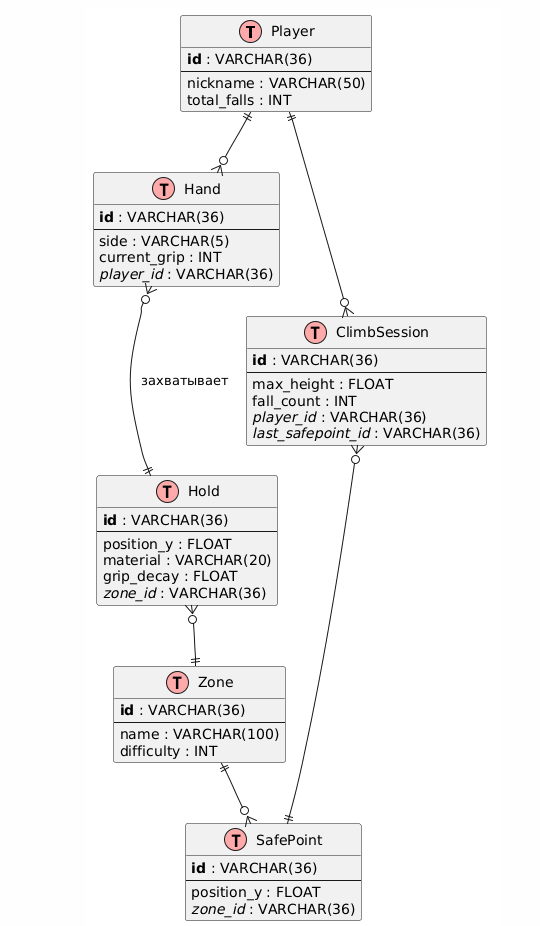 T Player
id : VARCHAR(36)
nickname : VARCHAR(50)
total_falls : INT
T Hand
id : VARCHAR(36)
side : VARCHAR(5)
current_grip : INT
player_id : VARCHAR(36)
T ClimbSession
id : VARCHAR(36)
max_height : FLOAT
fall_count : INT
player_id : VARCHAR(36)
last_safepoint_id : VARCHAR(36)
захватывает
T Hold
id : VARCHAR(36)
position_y : FLOAT
material : VARCHAR(20)
grip_decay : FLOAT
zone_id : VARCHAR(36)
T Zone
id : VARCHAR(36)
name : VARCHAR(100)
difficulty : INT
T SafePoint
id : VARCHAR(36)
position_y : FLOAT
zone_id : VARCHAR(36)